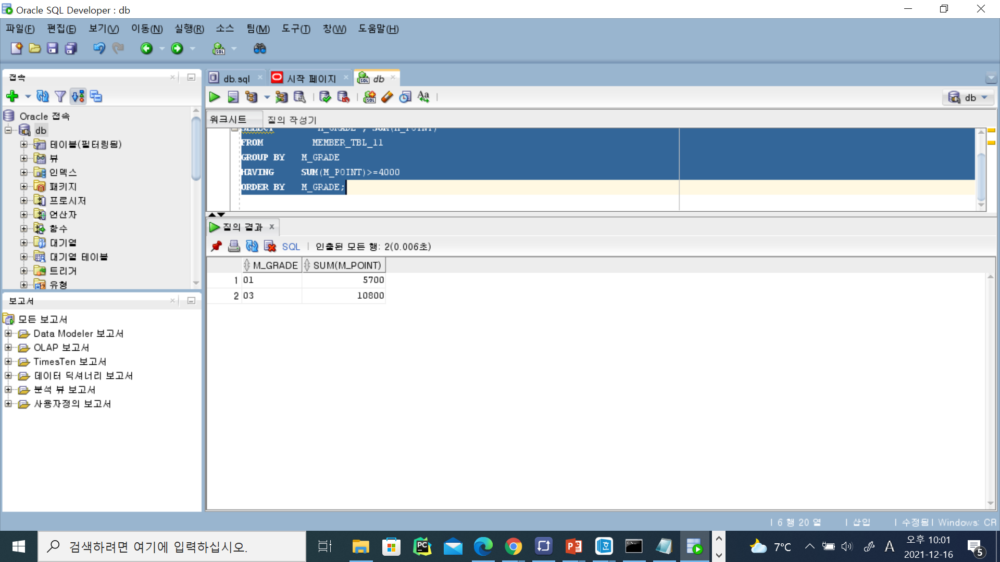 Oracle SQL Developer : db
파일(F) 편집(E) 보기(V) 이동(N) 실행(R) 소스 팀(M) 도구(T) 창(W) 도움말(H)
접속
Oracle 접속
db
테이블(필터링됨)
뷰
인덱스
패키지
프로시저
연산자
함수
대기열
대기열 테이블
트리거
유형
보고서
모든 보고서
Data Modeler 보고서
OLAP 보고서
TimesTen 보고서
데이터 딕셔너리 보고서
분석 뷰 보고서
사용자정의 보고서
db.sql 시작 페이지 db
db
워크시트 질의 작성기
SELECT M_GRADE , SUM(M_POINT)
FROM MEMBER_TBL_11
GROUP BY M_GRADE
HAVING SUM(M_POINT)>=4000
ORDER BY M_GRADE;
질의 결과
SQL 인출된 모든 행: 2(0.006초)
M_GRADE SUM(M_POINT)
1 01 5700
2 03 10800
6 행 20 열 삽입 수정됨 Windows: CR
검색하려면 여기에 입력하십시오.
7°C A 오후 10:01
2021-12-16
5